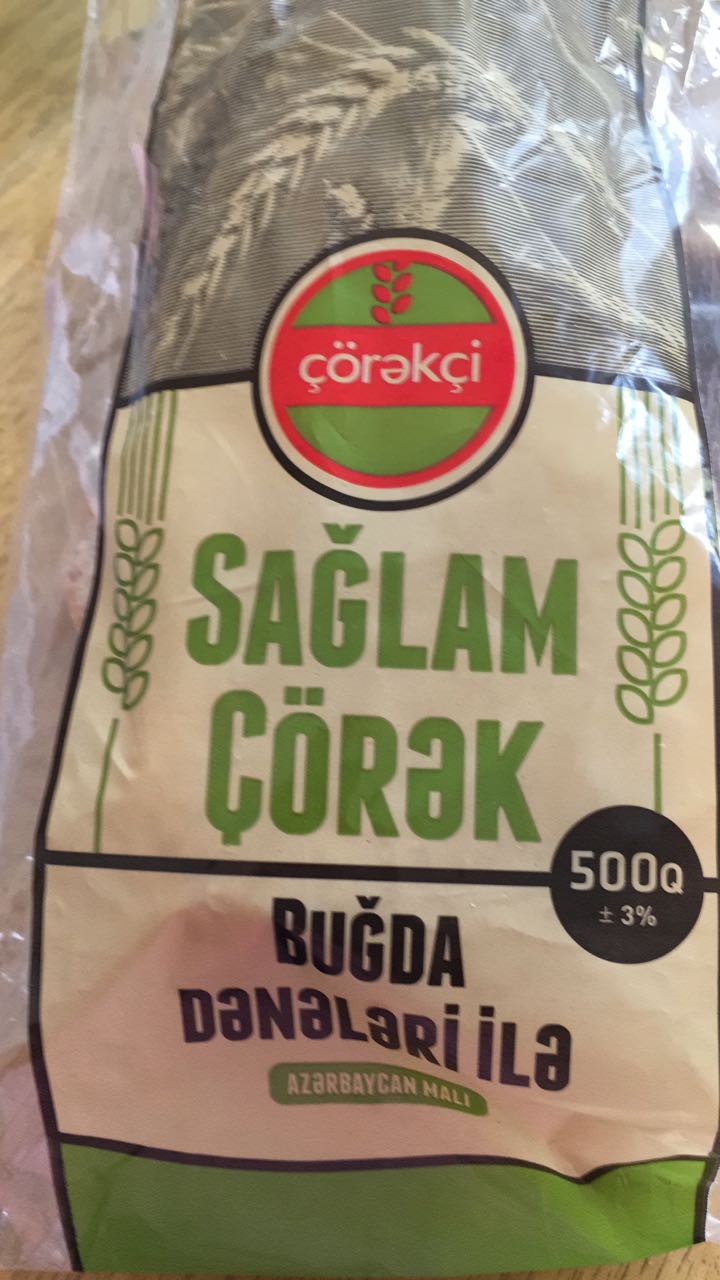 çörəkçi
SAĞLAM
ÇÖRƏK
500Q
± 3%
BUĞDA
DƏNƏLƏRİ İLƏ
AZƏRBAYCAN MALI